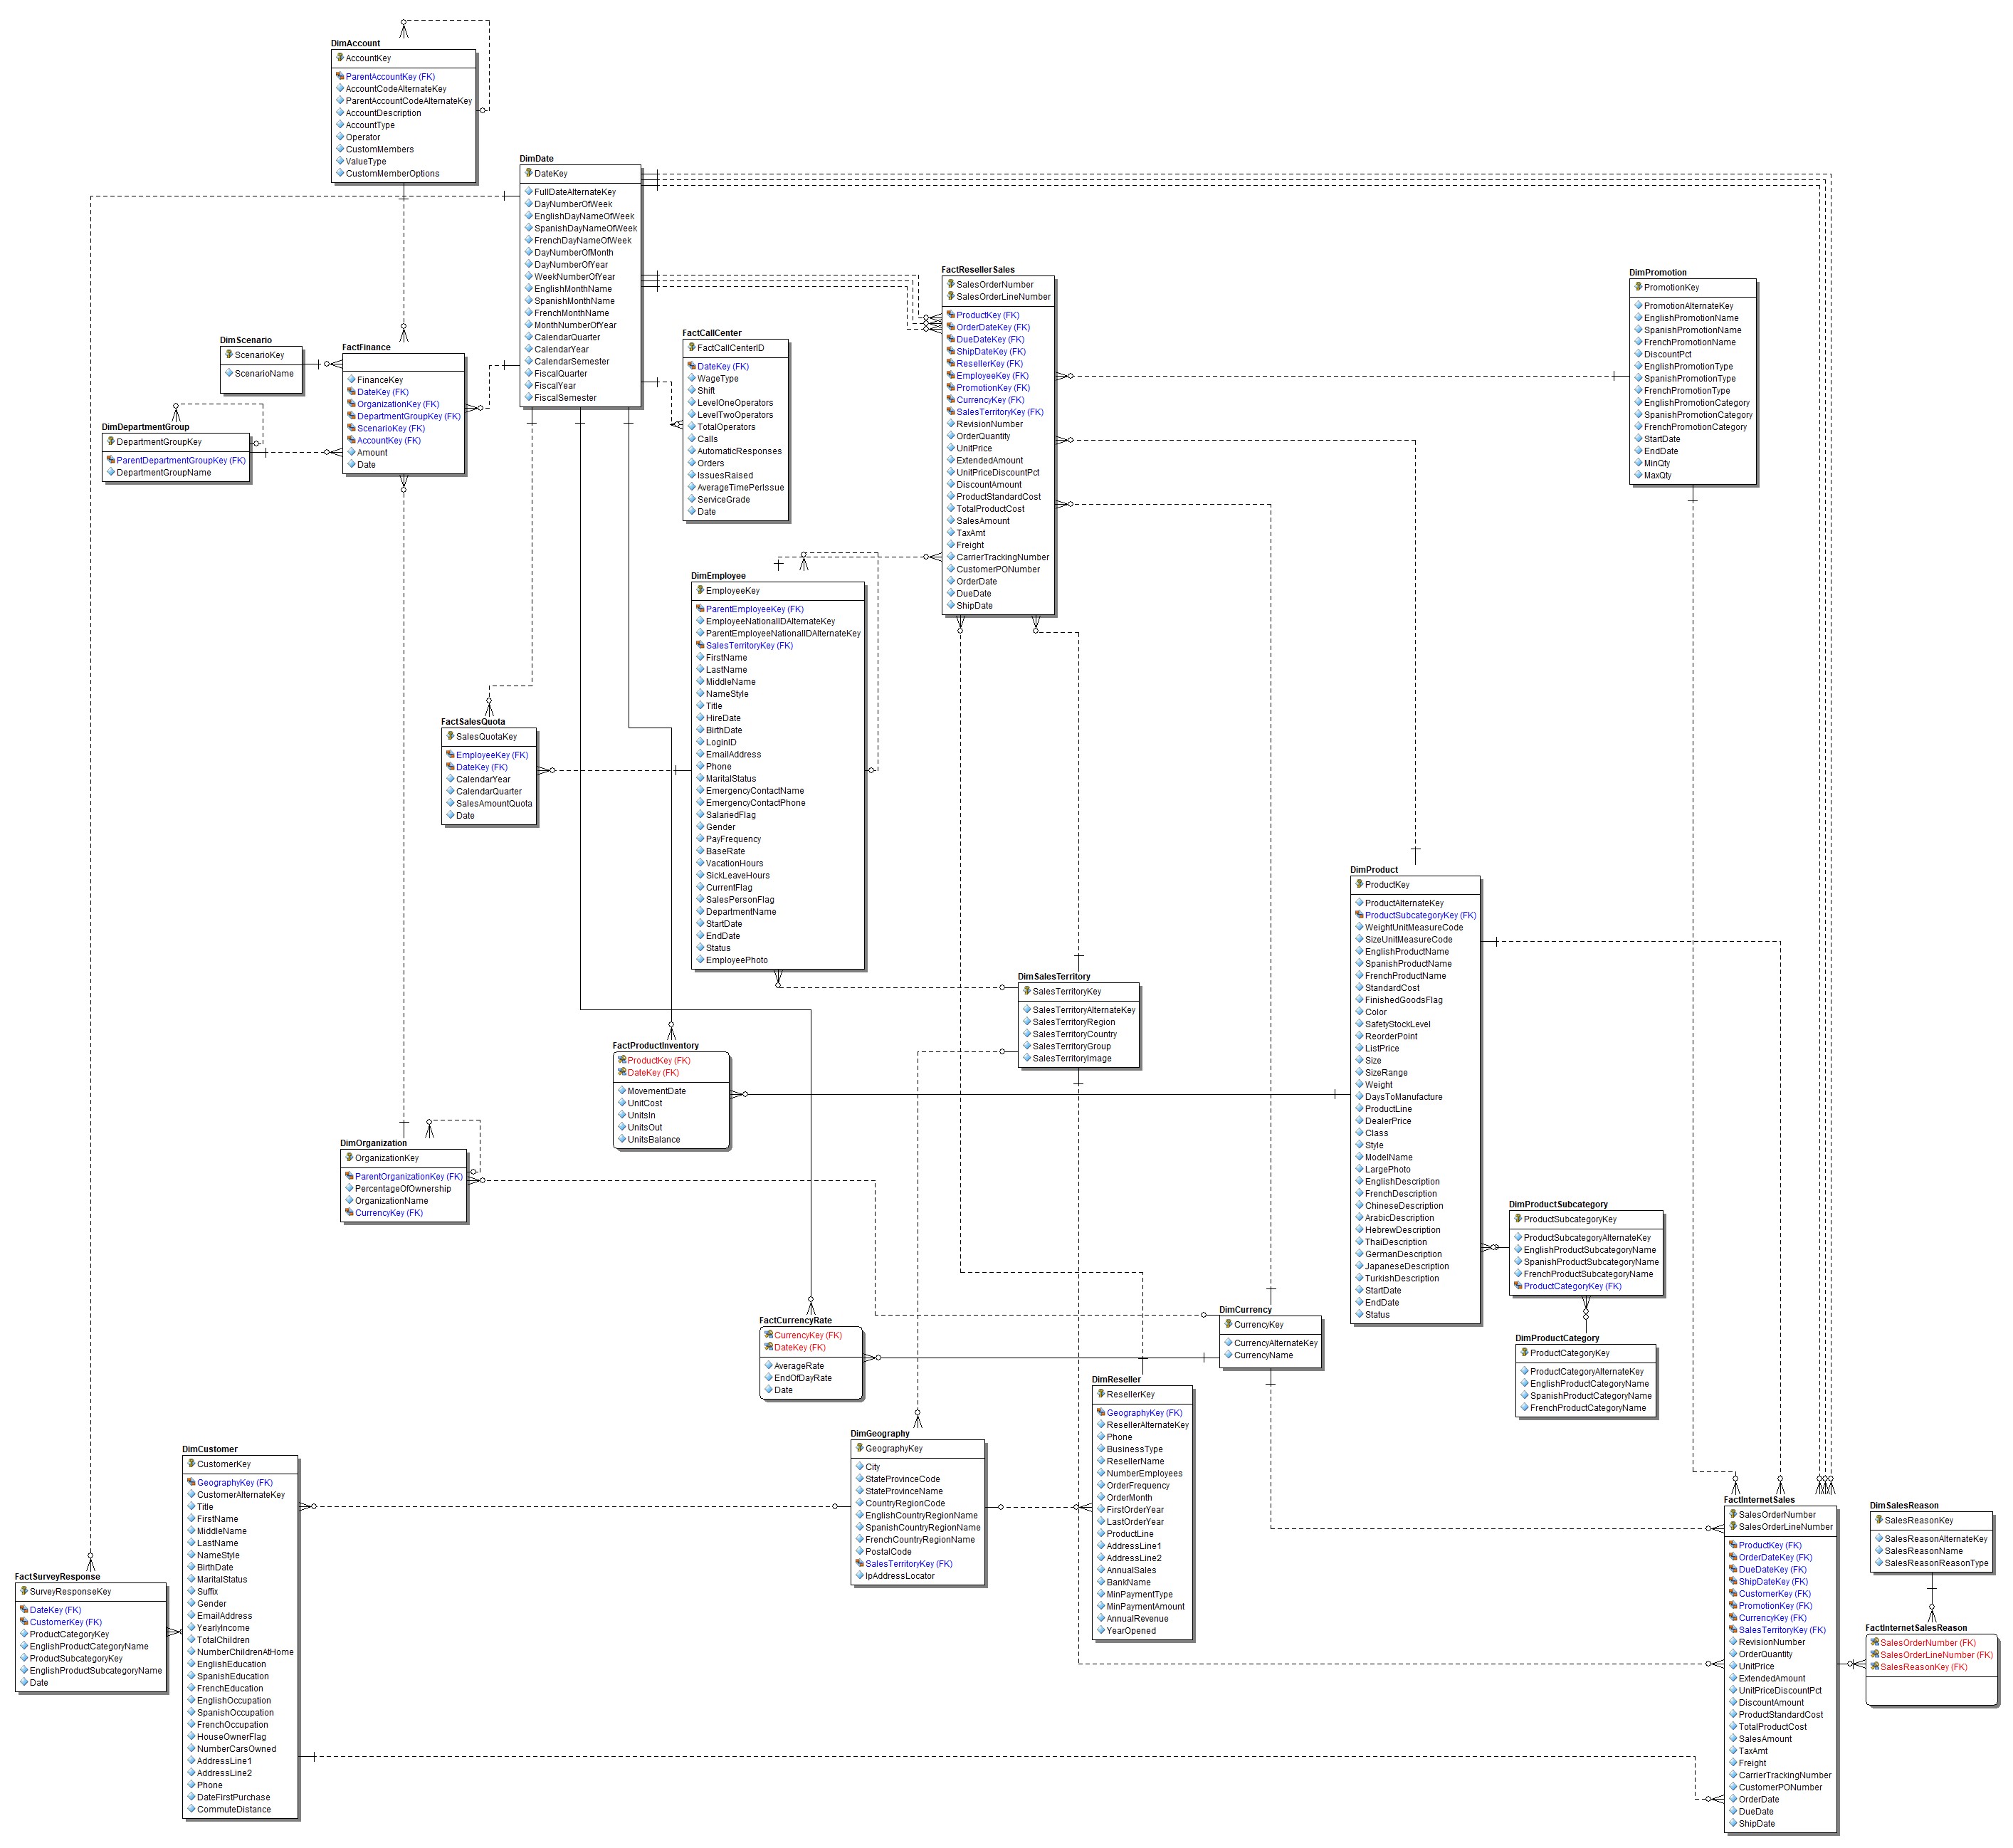 DimAccount
AccountKey
ParentAccountKey (FK)
AccountCodeAlternateKey
ParentAccountCodeAlternateKey
AccountDescription
AccountType
Operator
CustomMembers
ValueType
CustomMemberOptions
DimDate
DateKey
FullDateAlternateKey
DayNumberOfWeek
EnglishDayNameOfWeek
SpanishDayNameOfWeek
FrenchDayNameOfWeek
DayNumberOfMonth
DayNumberOfYear
WeekNumberOfYear
EnglishMonthName
SpanishMonthName
FrenchMonthName
MonthNumberOfYear
CalendarQuarter
CalendarYear
CalendarSemester
FiscalQuarter
FiscalYear
FiscalSemester
FactResellerSales
SalesOrderNumber
SalesOrderLineNumber
ProductKey (FK)
OrderDateKey (FK)
DueDateKey (FK)
ShipDateKey (FK)
ResellerKey (FK)
EmployeeKey (FK)
PromotionKey (FK)
CurrencyKey (FK)
SalesTerritoryKey (FK)
RevisionNumber
OrderQuantity
UnitPrice
ExtendedAmount
UnitPriceDiscountPct
DiscountAmount
ProductStandardCost
TotalProductCost
SalesAmount
TaxAmt
Freight
CarrierTrackingNumber
CustomerPONumber
OrderDate
DueDate
ShipDate
DimPromotion
PromotionKey
PromotionAlternateKey
EnglishPromotionName
SpanishPromotionName
FrenchPromotionName
DiscountPct
EnglishPromotionType
SpanishPromotionType
FrenchPromotionType
EnglishPromotionCategory
SpanishPromotionCategory
FrenchPromotionCategory
StartDate
EndDate
MinQty
MaxQty
FactCallCenter
FactCallCenterID
DateKey (FK)
WageType
Shift
LevelOneOperators
LevelTwoOperators
TotalOperators
Calls
AutomaticResponses
Orders
IssuesRaised
AverageTimePerIssue
ServiceGrade
Date
DimScenario
ScenarioKey
ScenarioName
FactFinance
FinanceKey
DateKey (FK)
OrganizationKey (FK)
DepartmentGroupKey (FK)
ScenarioKey (FK)
AccountKey (FK)
Amount
Date
DimDepartmentGroup
DepartmentGroupKey
ParentDepartmentGroupKey (FK)
DepartmentGroupName
DimEmployee
EmployeeKey
ParentEmployeeKey (FK)
EmployeeNationalIDAlternateKey
ParentEmployeeNationalIDAlternateKey
SalesTerritoryKey (FK)
FirstName
LastName
MiddleName
NameStyle
Title
HireDate
BirthDate
LoginID
EmailAddress
Phone
MaritalStatus
EmergencyContactName
EmergencyContactPhone
SalariedFlag
Gender
PayFrequency
BaseRate
VacationHours
SickLeaveHours
CurrentFlag
SalesPersonFlag
DepartmentName
StartDate
EndDate
Status
EmployeePhoto
FactSalesQuota
SalesQuotaKey
EmployeeKey (FK)
DateKey (FK)
CalendarYear
CalendarQuarter
SalesAmountQuota
Date
DimProduct
ProductKey
ProductAlternateKey
ProductSubcategoryKey (FK)
WeightUnitMeasureCode
SizeUnitMeasureCode
EnglishProductName
SpanishProductName
FrenchProductName
StandardCost
FinishedGoodsFlag
Color
SafetyStockLevel
ReorderPoint
ListPrice
Size
SizeRange
Weight
DaysToManufacture
ProductLine
DealerPrice
Class
Style
ModelName
LargePhoto
EnglishDescription
FrenchDescription
ChineseDescription
ArabicDescription
HebrewDescription
ThaiDescription
GermanDescription
JapaneseDescription
TurkishDescription
StartDate
EndDate
Status
DimSalesTerritory
SalesTerritoryKey
SalesTerritoryAlternateKey
SalesTerritoryRegion
SalesTerritoryCountry
SalesTerritoryGroup
SalesTerritoryImage
FactProductInventory
ProductKey (FK)
DateKey (FK)
MovementDate
UnitCost
UnitsIn
UnitsOut
UnitsBalance
DimOrganization
OrganizationKey
ParentOrganizationKey (FK)
PercentageOfOwnership
OrganizationName
CurrencyKey (FK)
DimProductSubcategory
ProductSubcategoryKey
ProductSubcategoryAlternateKey
EnglishProductSubcategoryName
SpanishProductSubcategoryName
FrenchProductSubcategoryName
ProductCategoryKey (FK)
DimCurrency
CurrencyKey
CurrencyAlternateKey
CurrencyName
FactCurrencyRate
CurrencyKey (FK)
DateKey (FK)
AverageRate
EndOfDayRate
Date
DimProductCategory
ProductCategoryKey
ProductCategoryAlternateKey
EnglishProductCategoryName
SpanishProductCategoryName
FrenchProductCategoryName
DimReseller
ResellerKey
GeographyKey (FK)
ResellerAlternateKey
Phone
BusinessType
ResellerName
NumberEmployees
OrderFrequency
OrderMonth
FirstOrderYear
LastOrderYear
ProductLine
AddressLine1
AddressLine2
AnnualSales
BankName
MinPaymentType
MinPaymentAmount
AnnualRevenue
YearOpened
DimGeography
GeographyKey
City
StateProvinceCode
StateProvinceName
CountryRegionCode
EnglishCountryRegionName
SpanishCountryRegionName
FrenchCountryRegionName
PostalCode
SalesTerritoryKey (FK)
IpAddressLocator
DimCustomer
CustomerKey
GeographyKey (FK)
CustomerAlternateKey
Title
FirstName
MiddleName
LastName
NameStyle
BirthDate
MaritalStatus
Suffix
Gender
EmailAddress
YearlyIncome
TotalChildren
NumberChildrenAtHome
EnglishEducation
SpanishEducation
FrenchEducation
EnglishOccupation
SpanishOccupation
FrenchOccupation
HouseOwnerFlag
NumberCarsOwned
AddressLine1
AddressLine2
Phone
DateFirstPurchase
CommuteDistance
FactSurveyResponse
SurveyResponseKey
DateKey (FK)
CustomerKey (FK)
ProductCategoryKey
EnglishProductCategoryName
ProductSubcategoryKey
EnglishProductSubcategoryName
Date
FactInternetSales
SalesOrderNumber
SalesOrderLineNumber
ProductKey (FK)
OrderDateKey (FK)
DueDateKey (FK)
ShipDateKey (FK)
CustomerKey (FK)
PromotionKey (FK)
CurrencyKey (FK)
SalesTerritoryKey (FK)
RevisionNumber
OrderQuantity
UnitPrice
ExtendedAmount
UnitPriceDiscountPct
DiscountAmount
ProductStandardCost
TotalProductCost
SalesAmount
TaxAmt
Freight
CarrierTrackingNumber
CustomerPONumber
OrderDate
DueDate
ShipDate
DimSalesReason
SalesReasonKey
SalesReasonAlternateKey
SalesReasonName
SalesReasonReasonType
FactInternetSalesReason
SalesOrderNumber (FK)
SalesOrderLineNumber (FK)
SalesReasonKey (FK)